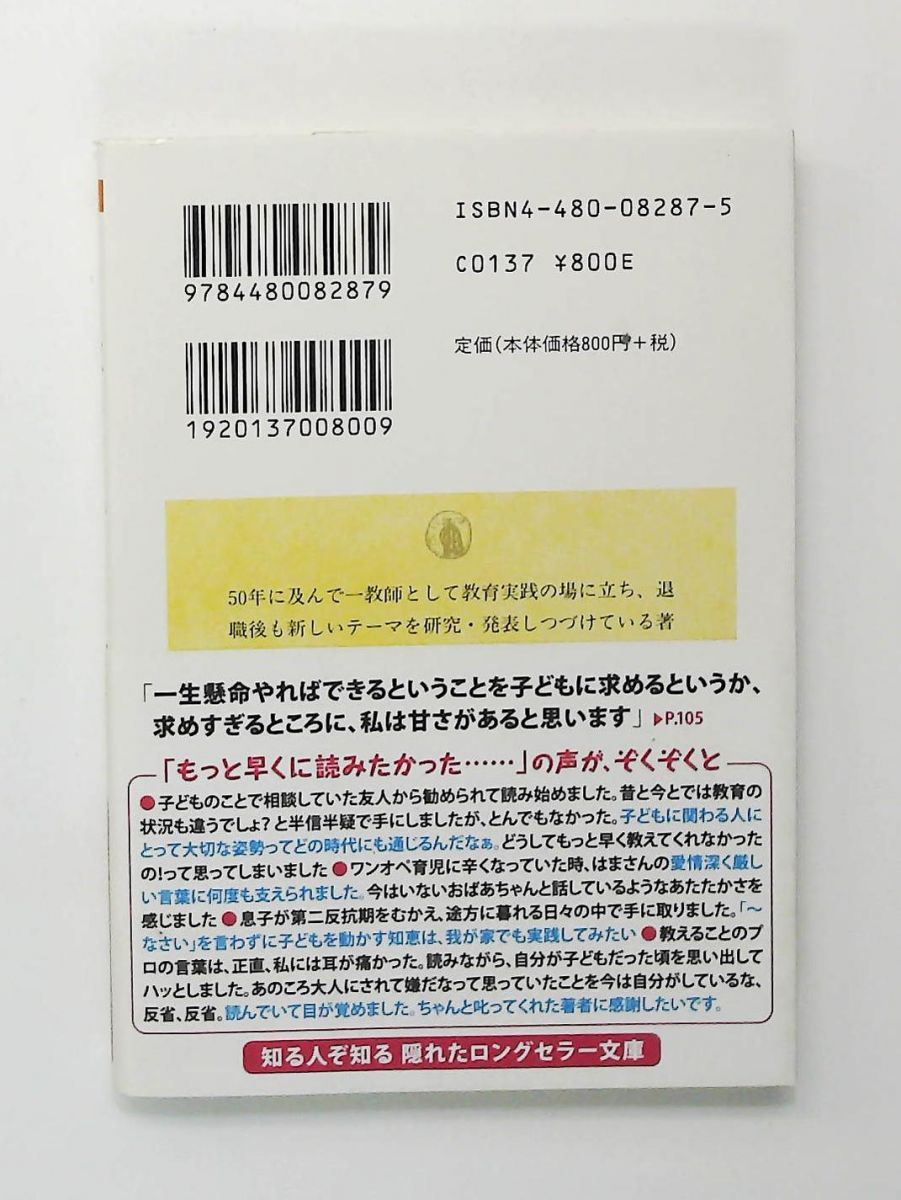 ISBN4-480-08287-5
C0137 ¥800E
9784480082879
定価(本体価格800円+税)
1920137008009
50年に及んで一教師として教育実践の場に立ち、退
職後も新しいテーマを研究・発表しつづけている著
「一生懸命やればできるということを子どもに求めるというか、
求めすぎるところに、私は甘さがあると思います」▶P.105
「もっと早くに読みたかった……」の声が、ぞくぞくと
●子どものことで相談していた友人から勧められて読み始めました。昔と今とでは教育の
状況も違うでしょ?と半信半疑で手にしましたが、とんでもなかった。子どもに関わる人に
とって大切な姿勢ってどの時代にも通じるんだなぁ。どうしてもっと早く教えてくれなかった
の!って思ってしまいました●ワンオペ育児に辛くなっていた時、はまさんの愛情深く厳し
い言葉に何度も支えられました。今はいないおばあちゃんと話しているようなあたたかさを
感じました●息子が第二反抗期をむかえ、途方に暮れる日々の中で手に取りました。「〜
なさい」を言わずに子どもを動かす知恵は、我が家でも実践してみたい●教えることのプ
ロの言葉は、正直、私には耳が痛かった。読みながら、自分が子どもだった頃を思い出して
ハッとしました。あのころ大人にされて嫌だなって思っていたことを今は自分がしているな、
反省、反省。読んでいて目が覚めました。ちゃんと叱ってくれた著者に感謝したいです。
知る人ぞ知る 隠れたロングセラー文庫